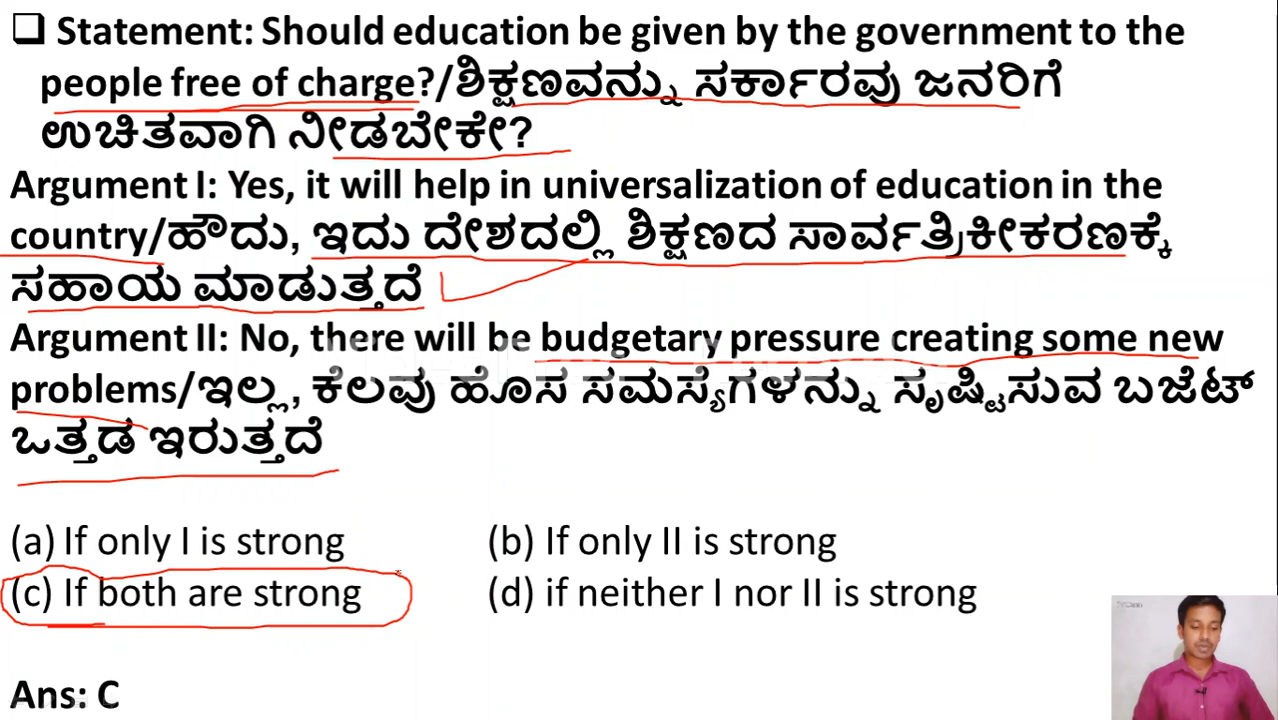 ❑ Statement: Should education be given by the government to the
people free of charge?/ಶಿಕ್ಷಣವನ್ನು ಸರ್ಕಾರವು ಜನರಿಗೆ
ಉಚಿತವಾಗಿ ನೀಡಬೇಕೇ?
Argument I: Yes, it will help in universalization of education in the
country/ಹೌದು, ಇದು ದೇಶದಲ್ಲಿ ಶಿಕ್ಷಣದ ಸಾರ್ವತ್ರಿಕೀಕರಣಕ್ಕೆ
ಸಹಾಯ ಮಾಡುತ್ತದೆ
Argument II: No, there will be budgetary pressure creating some new
problems/ಇಲ್ಲ, ಕೆಲವು ಹೊಸ ಸಮಸ್ಯೆಗಳನ್ನು ಸೃಷ್ಟಿಸುವ ಬಜೆಟ್
ಒತ್ತಡ ಇರುತ್ತದೆ
(a) If only I is strong (b) If only II is strong
(c) If both are strong (d) if neither I nor II is strong
Ans: C